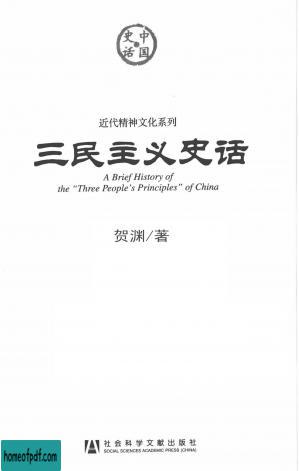 中国
史话
近代精神文化系列
三民主义史话
A Brief History of
the "Three People's Principles" of China
贺渊/著
社会科学文献出版社
SOCIAL SCIENCES ACADEMIC PRESS (CHINA)
homeofpdf.com